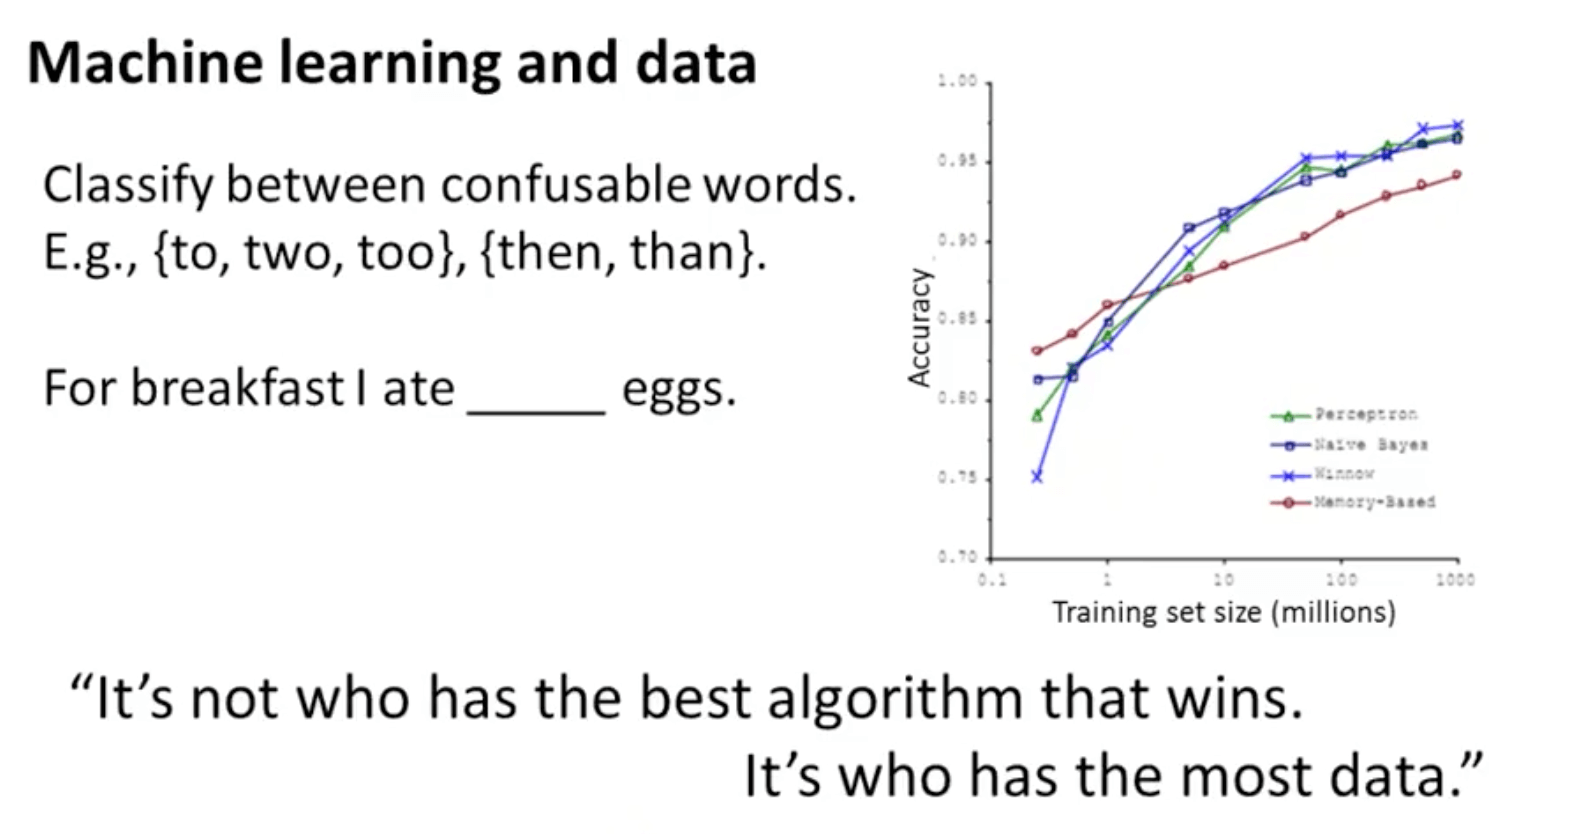 Machine learning and data
Classify between confusable words.
E.g., {to, two, too}, {then, than}.
For breakfast I ate _____ eggs.
1.00
0.95
0.90
0.85
0.80
0.75
0.70
Accuracy
Perceptron
Naïve Bayes
Winnow
Memory-Based
0.1 1 10 100 1000
Training set size (millions)
“It’s not who has the best algorithm that wins.
It’s who has the most data.”